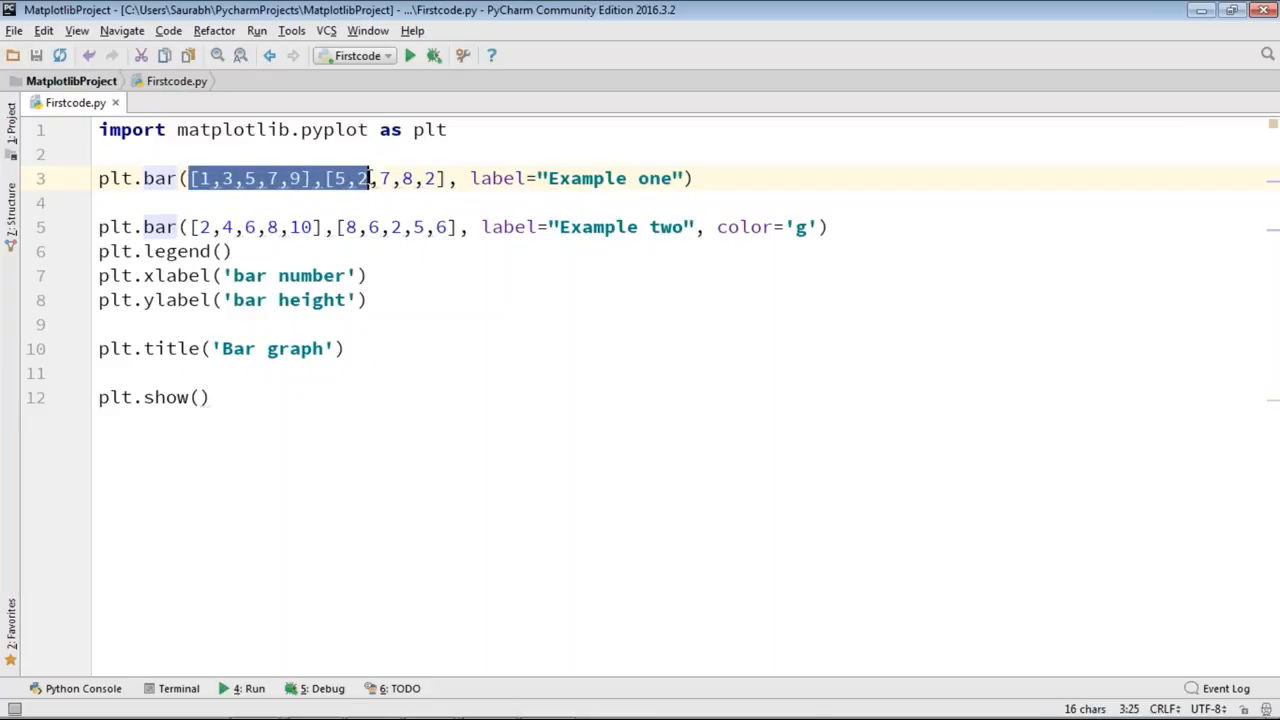 MatplotlibProject - [C:\Users\Saurabh\PycharmProjects\MatplotlibProject] - ...\Firstcode.py - PyCharm Community Edition 2016.3.2
File Edit View Navigate Code Refactor Run Tools VCS Window Help
Firstcode
MatplotlibProject Firstcode.py
Firstcode.py
1: Project
7: Structure
2: Favorites
1 import matplotlib.pyplot as plt
2
3 plt.bar([1,3,5,7,9],[5,2,7,8,2], label="Example one")
4
5 plt.bar([2,4,6,8,10],[8,6,2,5,6], label="Example two", color='g')
6 plt.legend()
7 plt.xlabel('bar number')
8 plt.ylabel('bar height')
9
10 plt.title('Bar graph')
11
12 plt.show()
Python Console Terminal 4: Run 5: Debug 6: TODO Event Log
16 chars 3:25 CRLF UTF-8